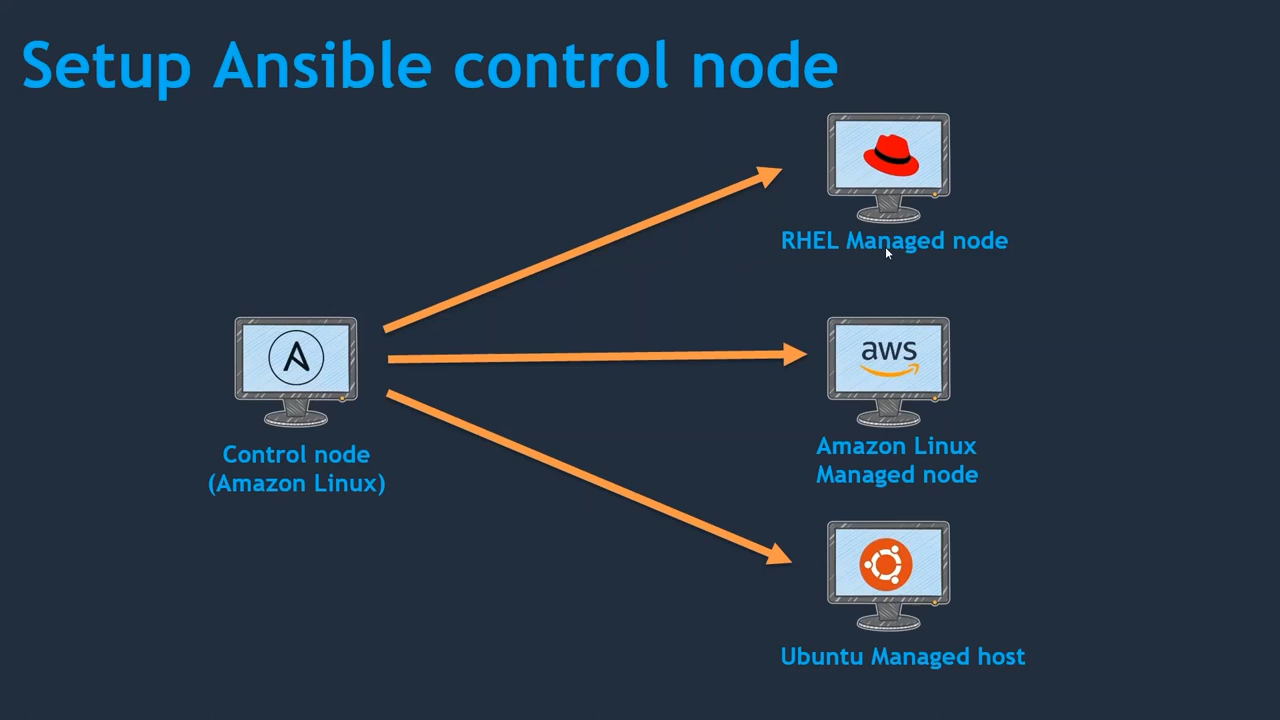 Setup Ansible control node
RHEL Managed node
aws
Control node
(Amazon Linux)
Amazon Linux
Managed node
Ubuntu Managed host